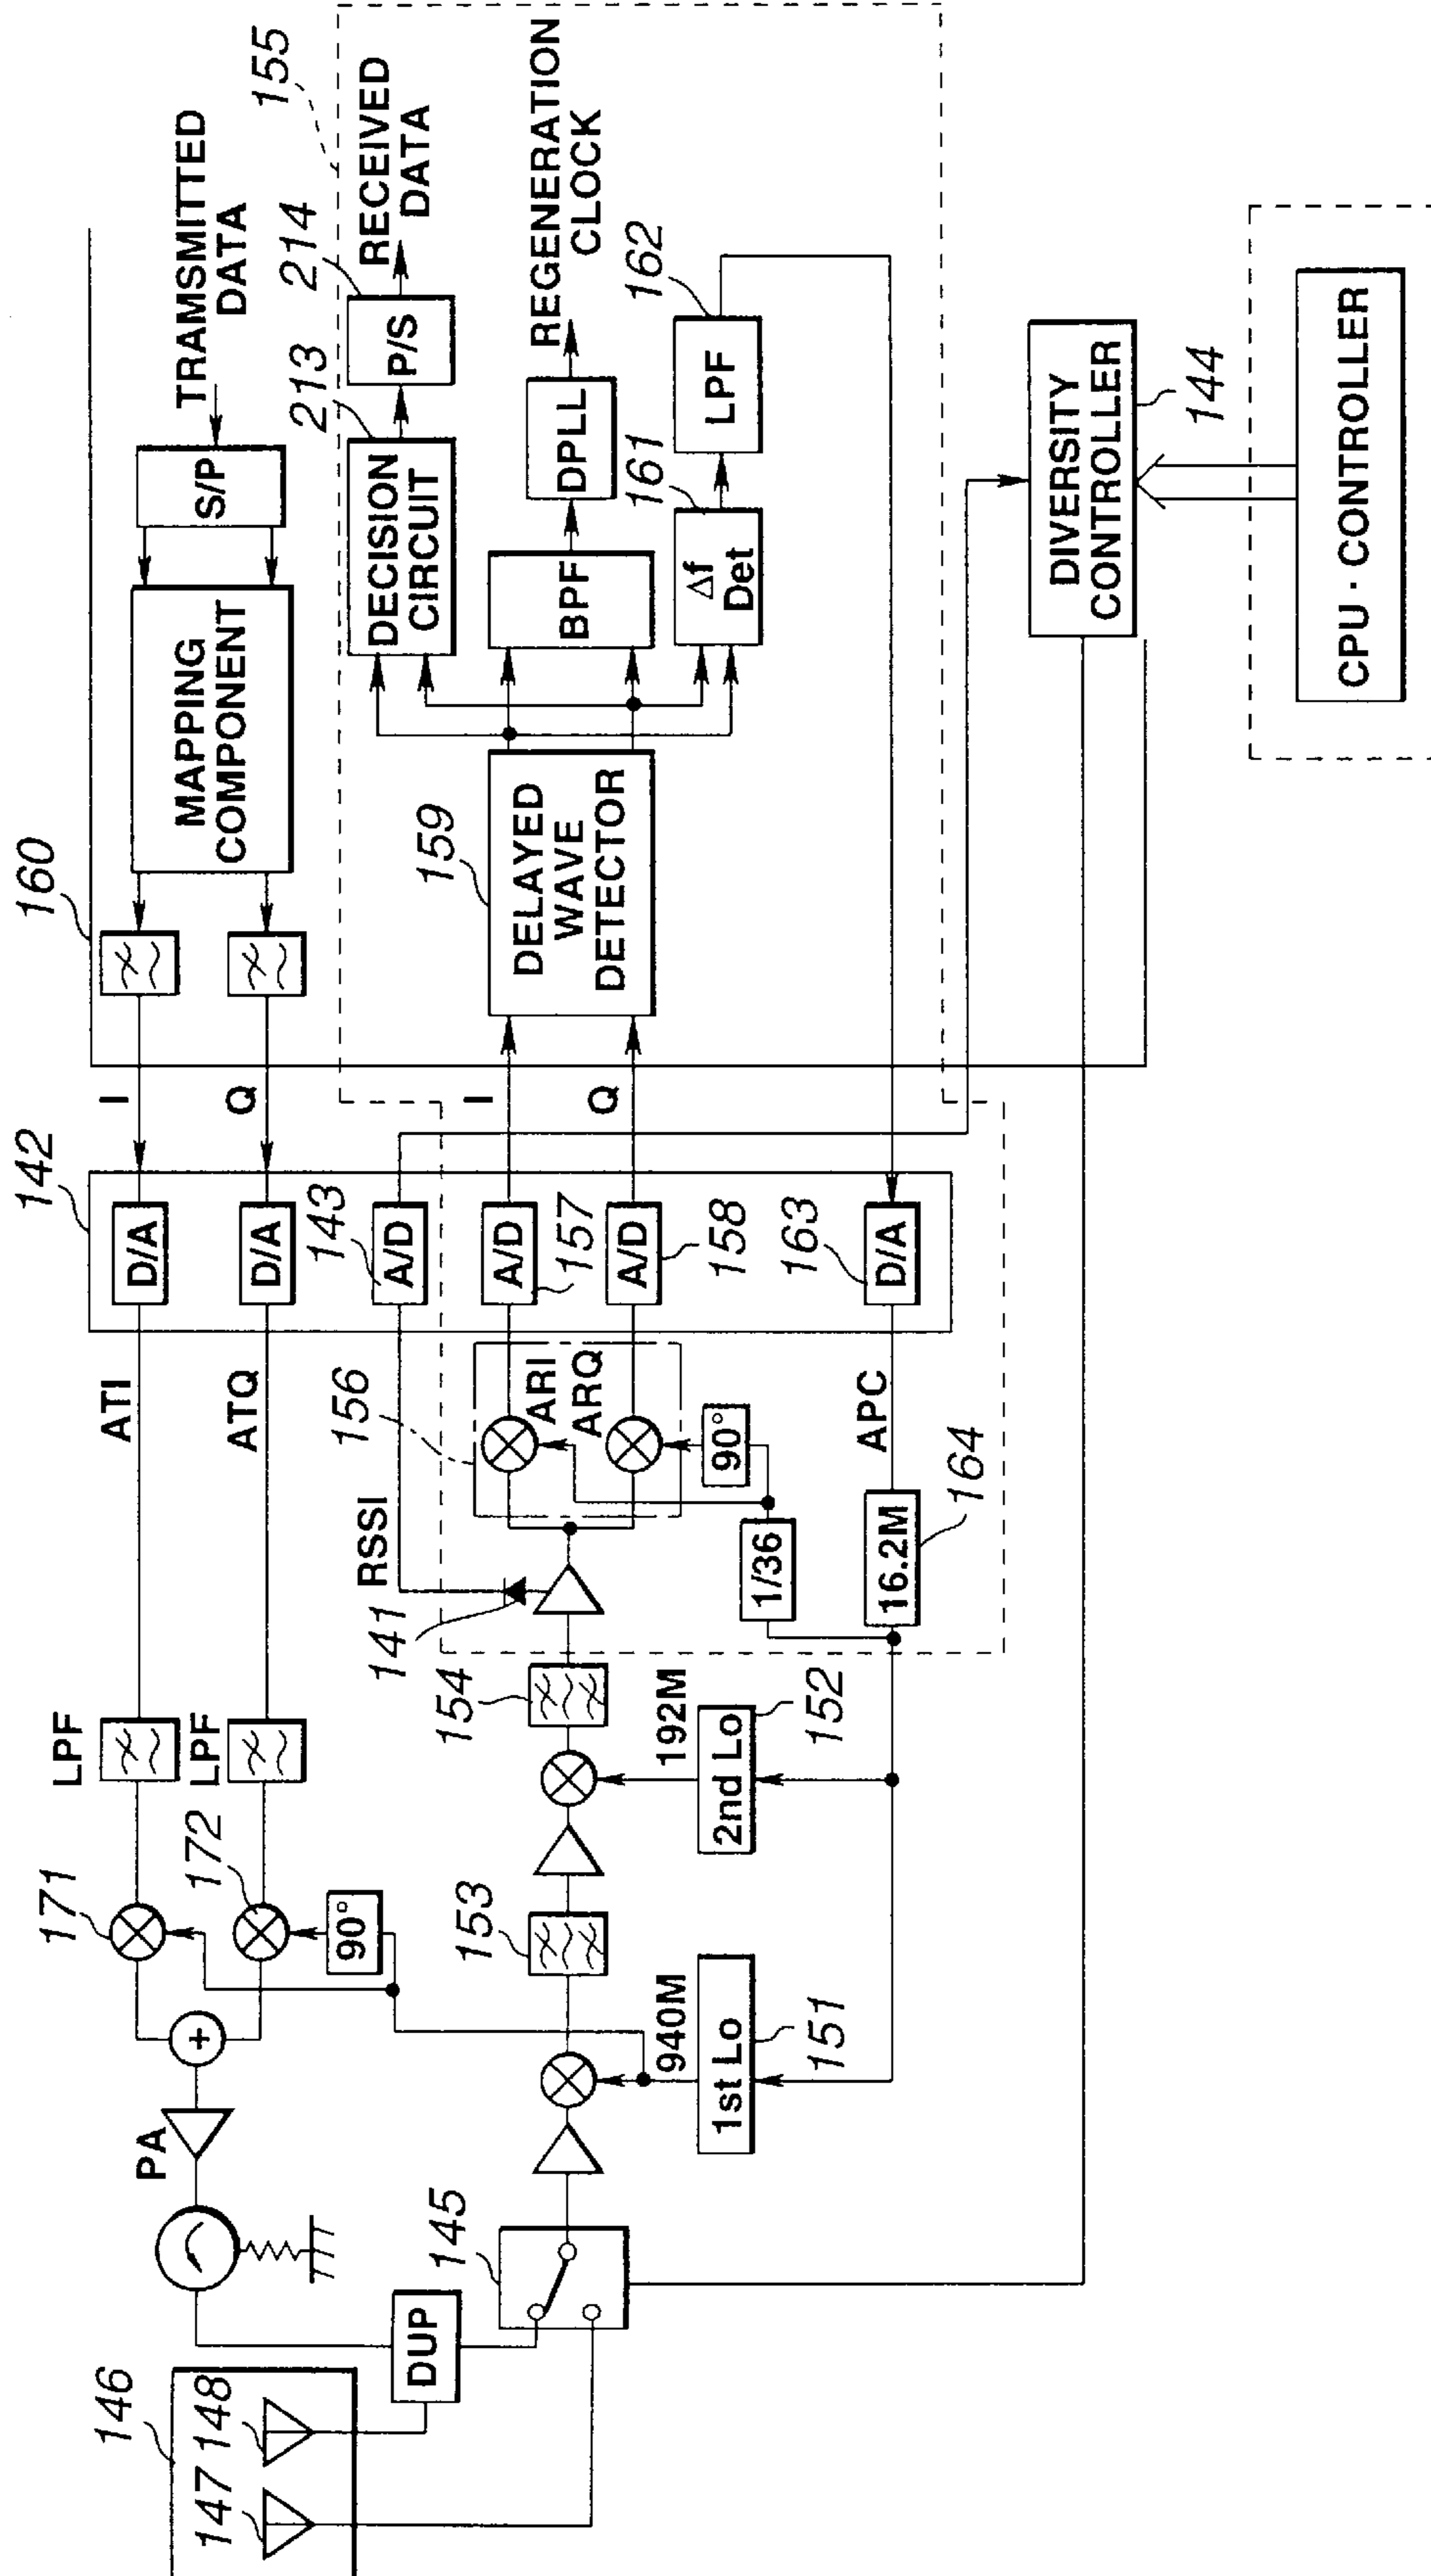 160
TRAMSMITTED
DATA
S/P
MAPPING
COMPONENT
I
Q
142
D/A
D/A
ATI
ATQ
LPF
LPF
171
172
90°
+
PA
146
147
148
DUP
145
155
RECEIVED
DATA
214
P/S
213
DECISION
CIRCUIT
REGENERATION
CLOCK
DPLL
BPF
162
LPF
161
Δf
Det
159
DELAYED
WAVE
DETECTOR
I
Q
143
A/D
A/D
157
A/D
158
163
D/A
RSSI
156
ARI
ARQ
90°
APC
164
16.2M
1/36
141
154
192M
2nd Lo
152
153
940M
1st Lo
151
DIVERSITY
CONTROLLER
144
CPU · CONTROLLER